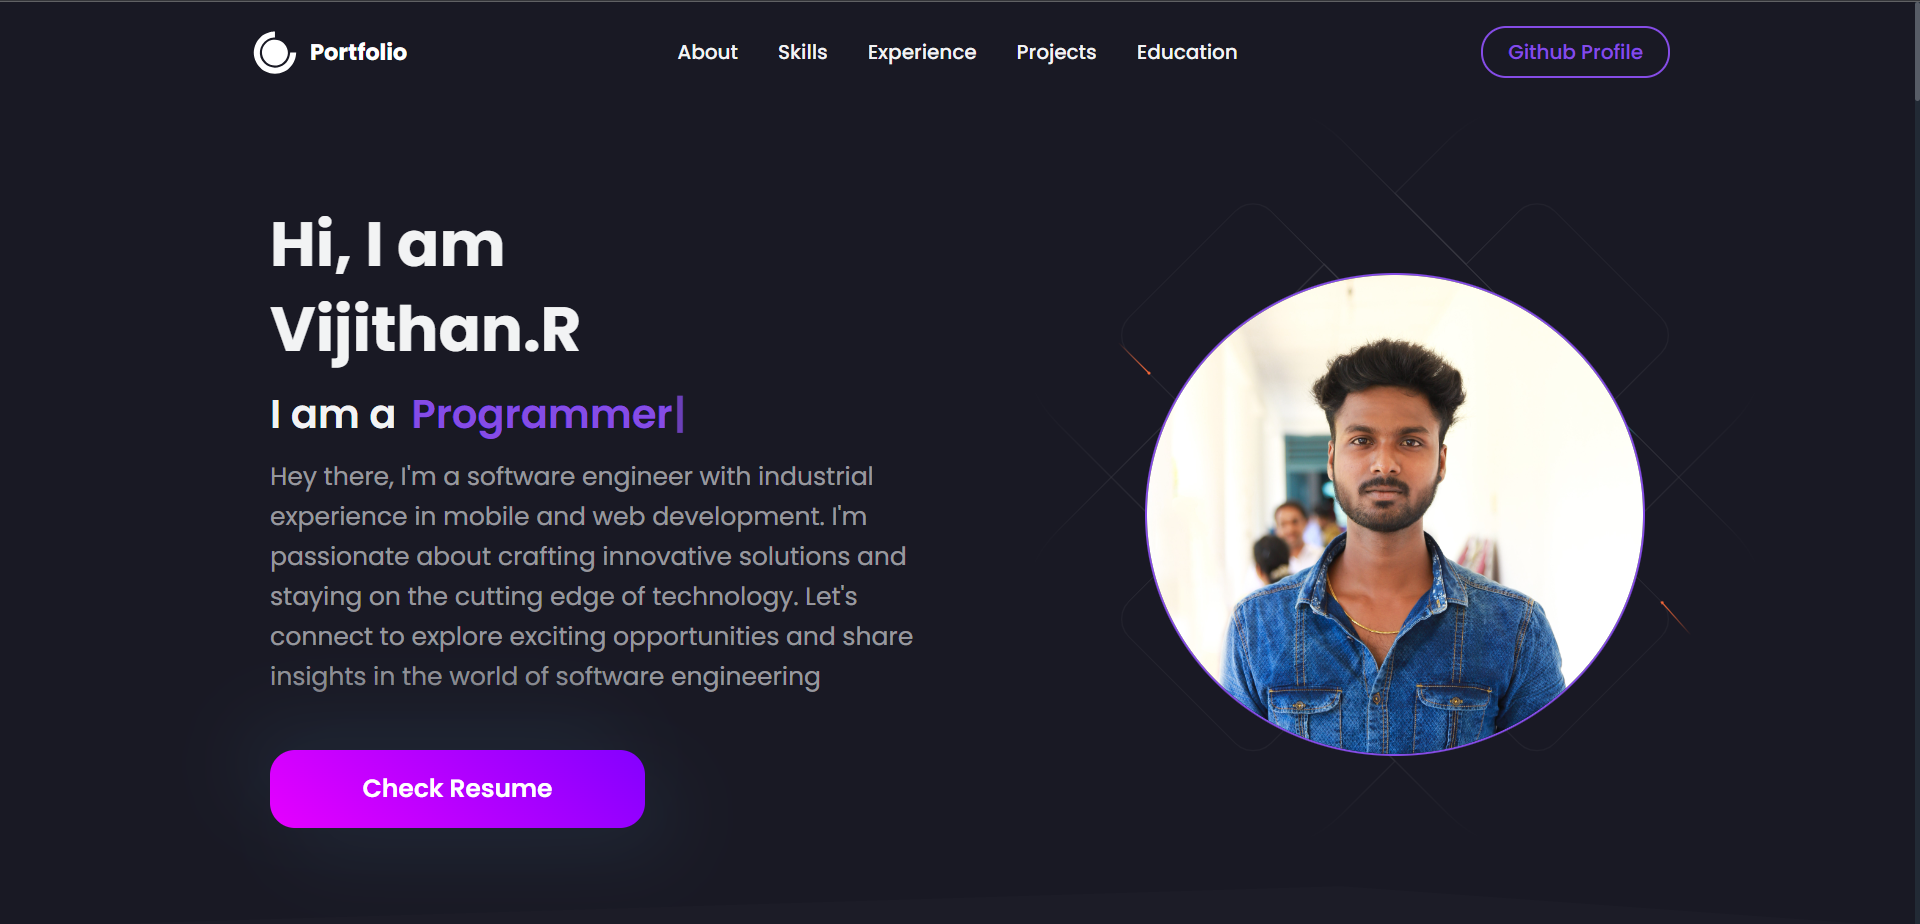 Portfolio
About Skills Experience Projects Education
Github Profile
Hi, I am
Vijithan.R
I am a Programmer|
Hey there, I'm a software engineer with industrial
experience in mobile and web development. I'm
passionate about crafting innovative solutions and
staying on the cutting edge of technology. Let's
connect to explore exciting opportunities and share
insights in the world of software engineering
Check Resume